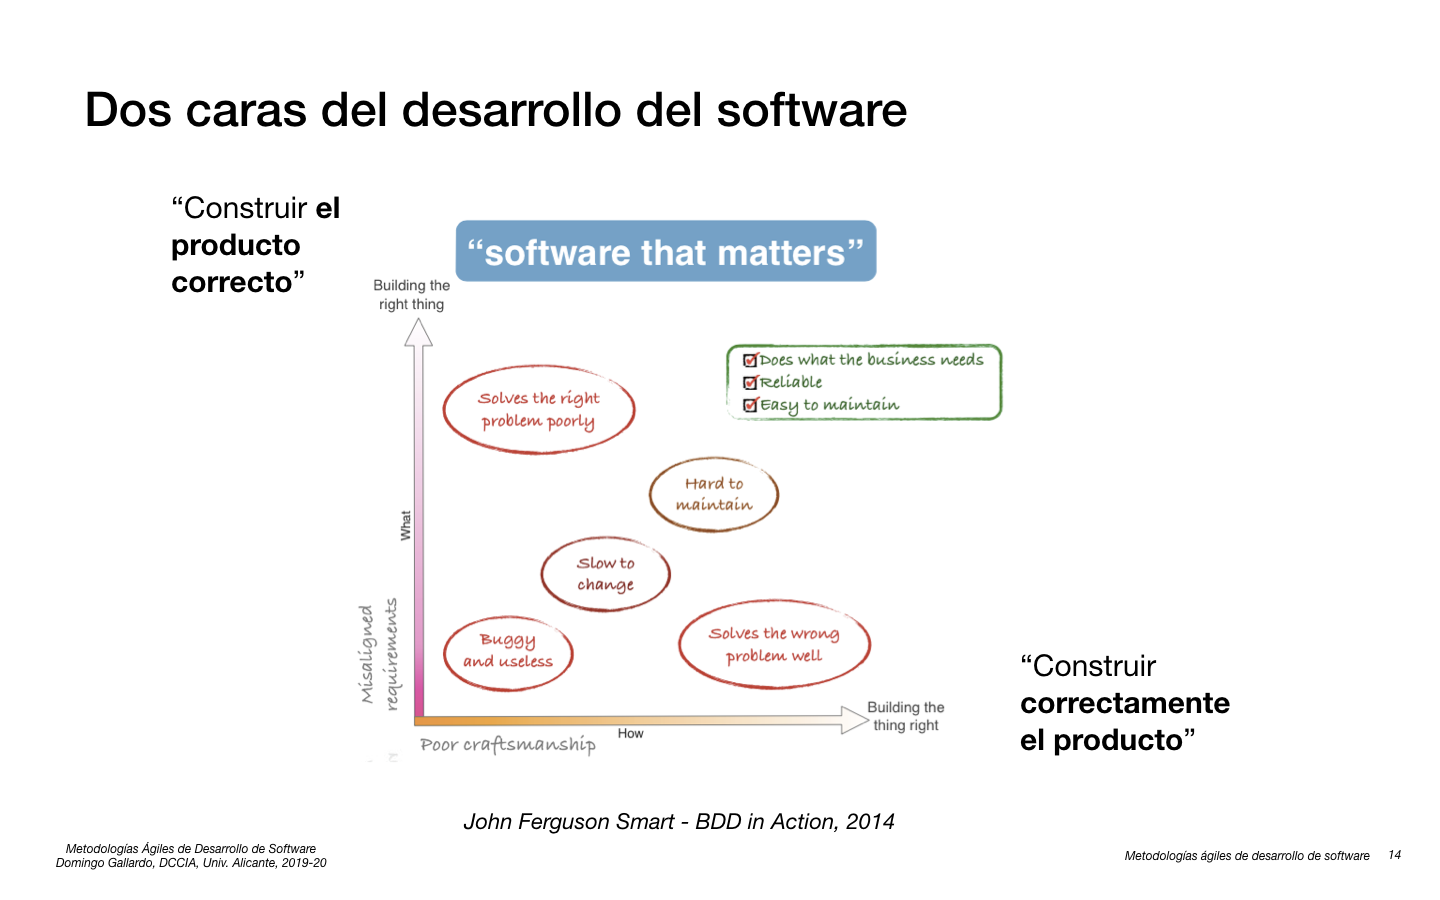 Dos caras del desarrollo del software
“Construir el
producto
correcto”
“software that matters”
Building the
right thing
Does what the business needs
Reliable
Easy to maintain
Solves the right
problem poorly
Hard to
maintain
What
Slow to
change
Misaligned
requirements
Buggy
and useless
Solves the wrong
problem well
“Construir
correctamente
el producto”
Building the
thing right
How
Poor craftsmanship
John Ferguson Smart - BDD in Action, 2014
Metodologías Ágiles de Desarrollo de Software
Domingo Gallardo, DCCIA, Univ. Alicante, 2019-20
Metodologías ágiles de desarrollo de software 14